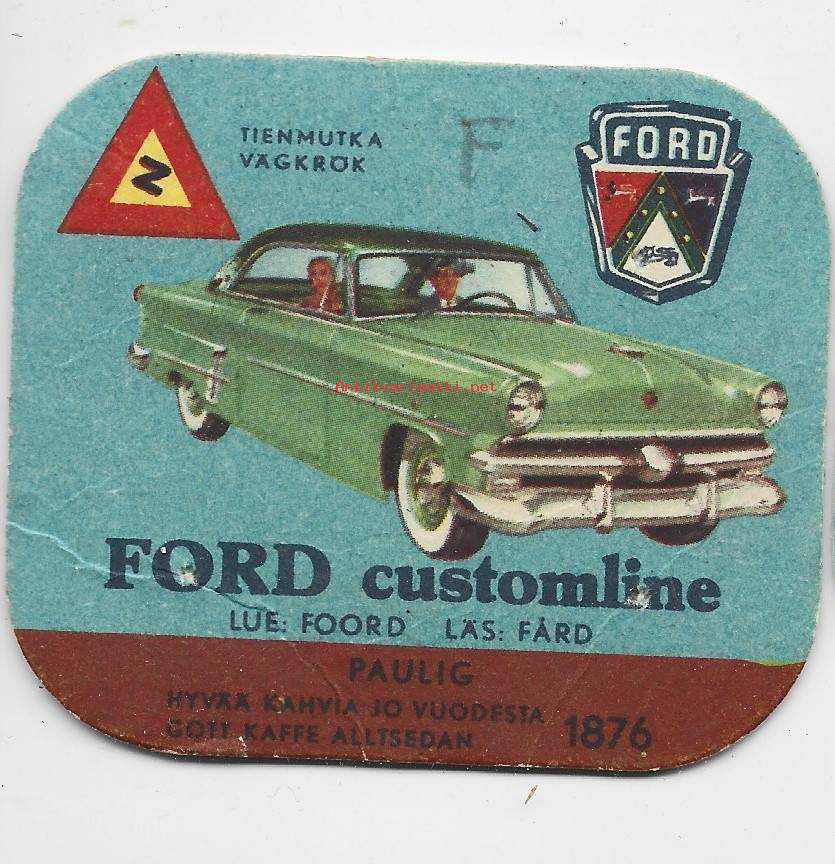 TIENMUTKA
VÄGKRÖK
F
FORD
Antikvariaatti.net
FORD customline
LUE: FOORD LÄS: FÅRD
PAULIG
HYVÄÄ KAHVIA JO VUODESTA
GOTT KAFFE ALLTSEDAN 1876